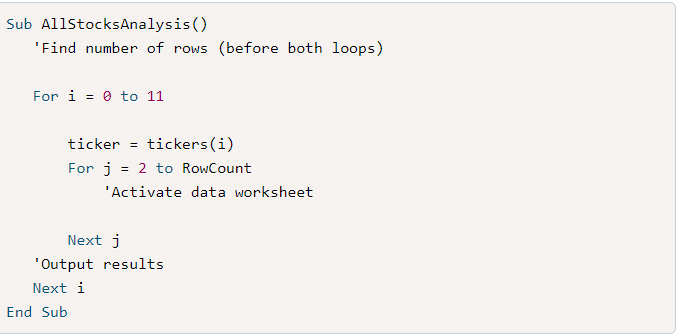 Sub AllStocksAnalysis()
'Find number of rows (before both loops)
For i = 0 to 11
ticker = tickers(i)
For j = 2 to RowCount
'Activate data worksheet
Next j
'Output results
Next i
End Sub